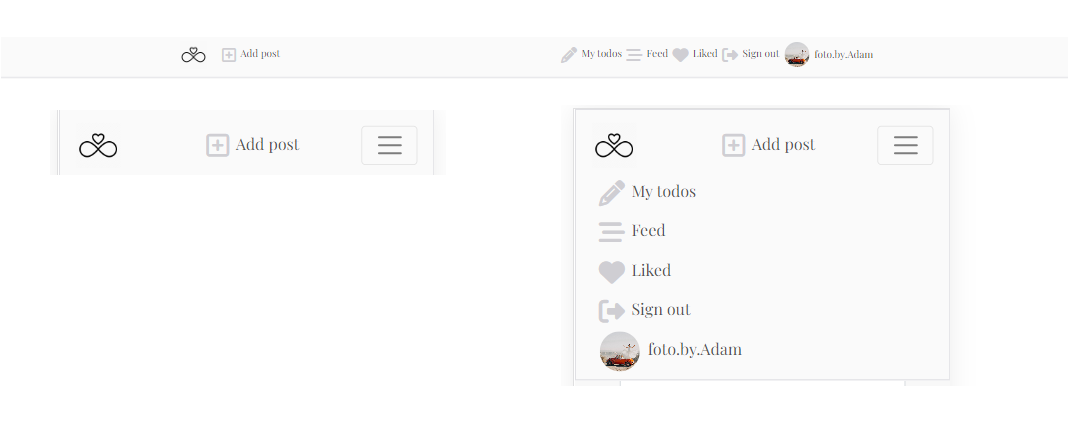 Add post My todos Feed Liked Sign out foto.by.Adam
Add post
Add post
My todos
Feed
Liked
Sign out
foto.by.Adam